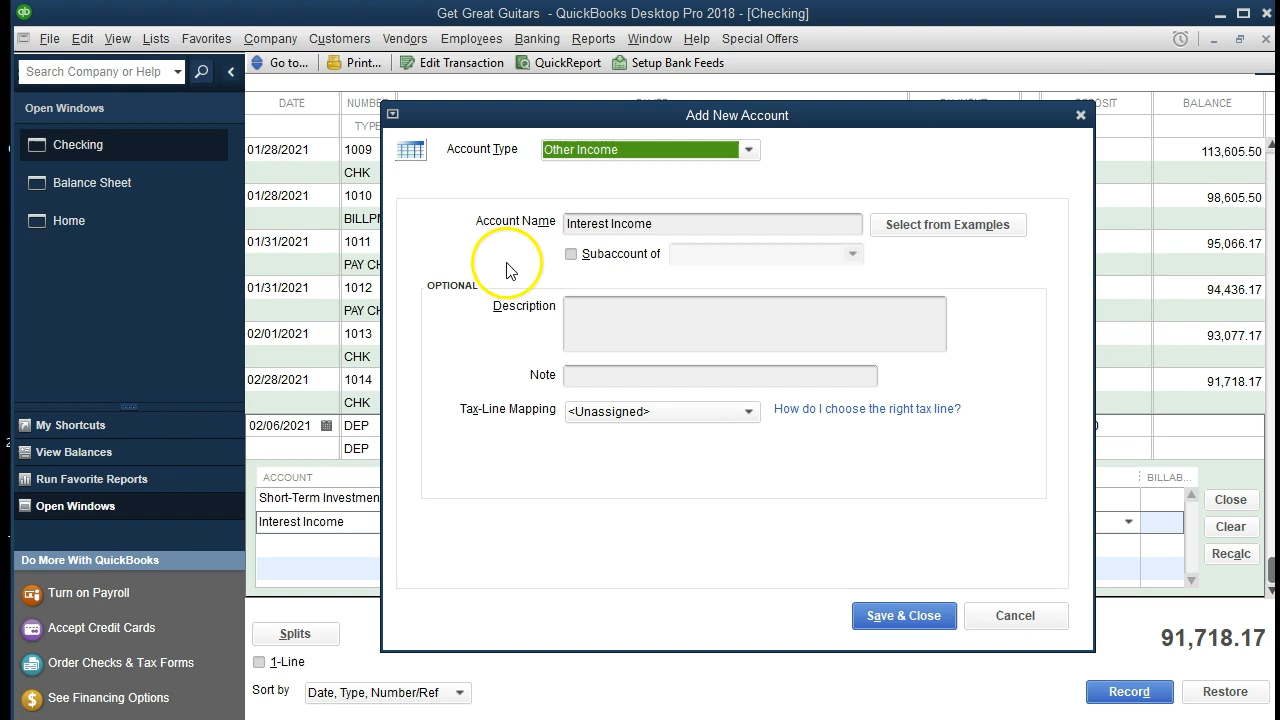 Get Great Guitars - QuickBooks Desktop Pro 2018 - [Checking]
File Edit View Lists Favorites Company Customers Vendors Employees Banking Reports Window Help Special Offers
Search Company or Help
Go to... Print... Edit Transaction QuickReport Setup Bank Feeds
Open Windows
Checking
Balance Sheet
Home
My Shortcuts
View Balances
Run Favorite Reports
Open Windows
Do More With QuickBooks
Turn on Payroll
Accept Credit Cards
Order Checks & Tax Forms
See Financing Options
DATE BALANCE
01/28/2021 1009 113,605.50
CHK
01/28/2021 1010 98,605.50
01/31/2021 1011 95,066.17
01/31/2021 1012 94,436.17
02/01/2021 1013 93,077.17
CHK
02/28/2021 1014 91,718.17
CHK
02/06/2021 DEP
DEP
ACCOUNT BILLAB...
Interest Income
Close
Clear
Recalc
Splits
1-Line
Sort by Date, Type, Number/Ref
91,718.17
Record Restore
Add New Account
Account Type Other Income
Account Name Interest Income Select from Examples
Subaccount of
OPTIONAL
Description
Note
Tax-Line Mapping <Unassigned> How do I choose the right tax line?
Save & Close Cancel